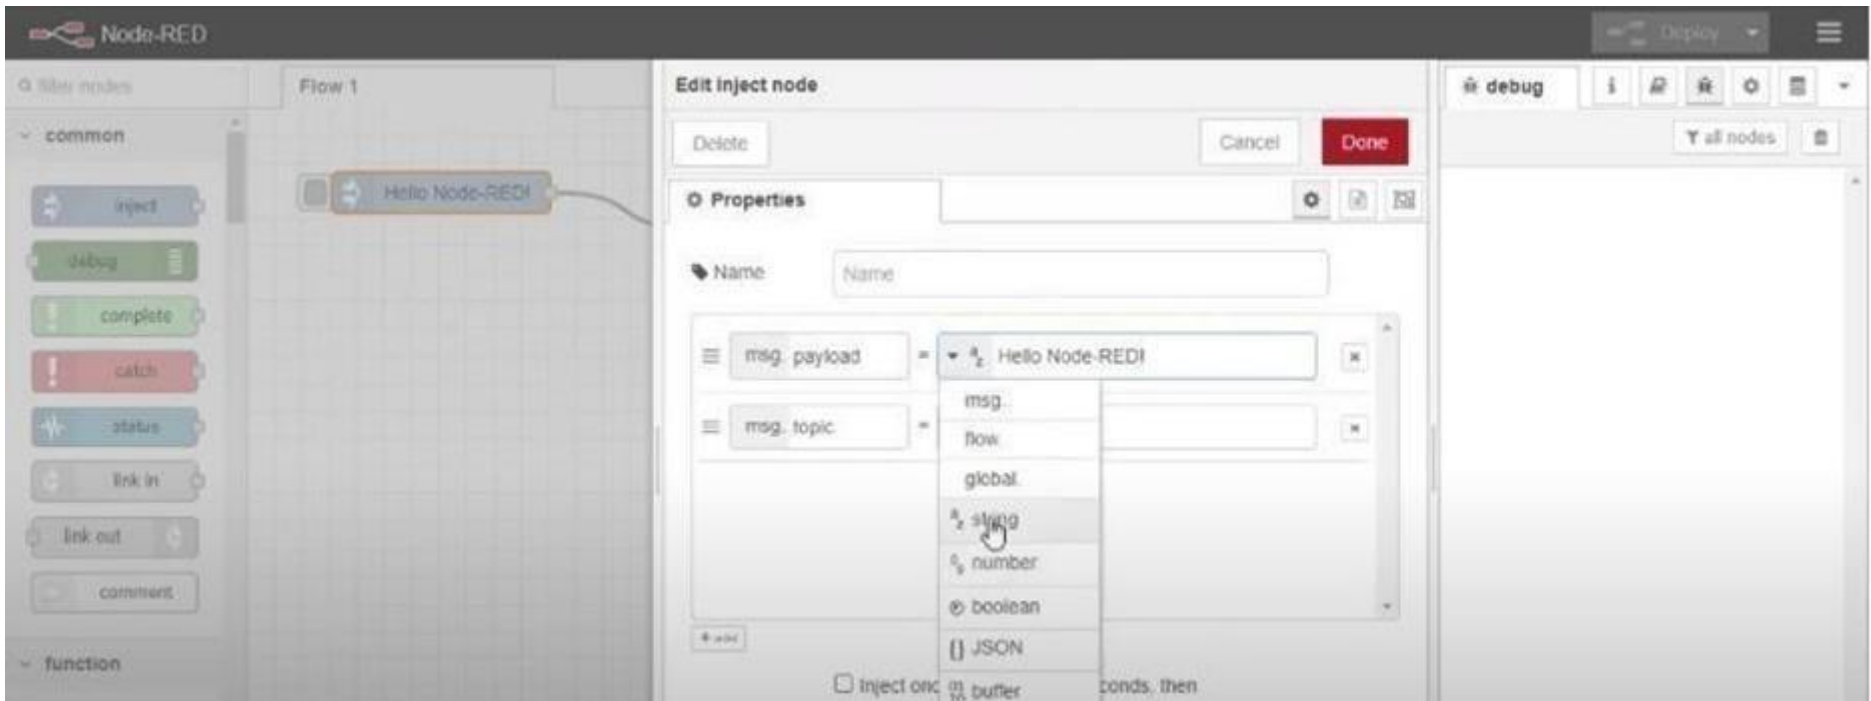 Node-RED
Deploy
filter nodes
Flow 1
Edit inject node
debug
i
common
Delete
Cancel
Done
all nodes
inject
Hello Node-RED!
Properties
debug
Name
Name
complete
catch
msg. payload = Hello Node-RED!
msg.
status
msg. topic =
flow.
global.
link in
string
link out
number
comment
boolean
add
JSON
function
Inject onc
buffer
conds, then